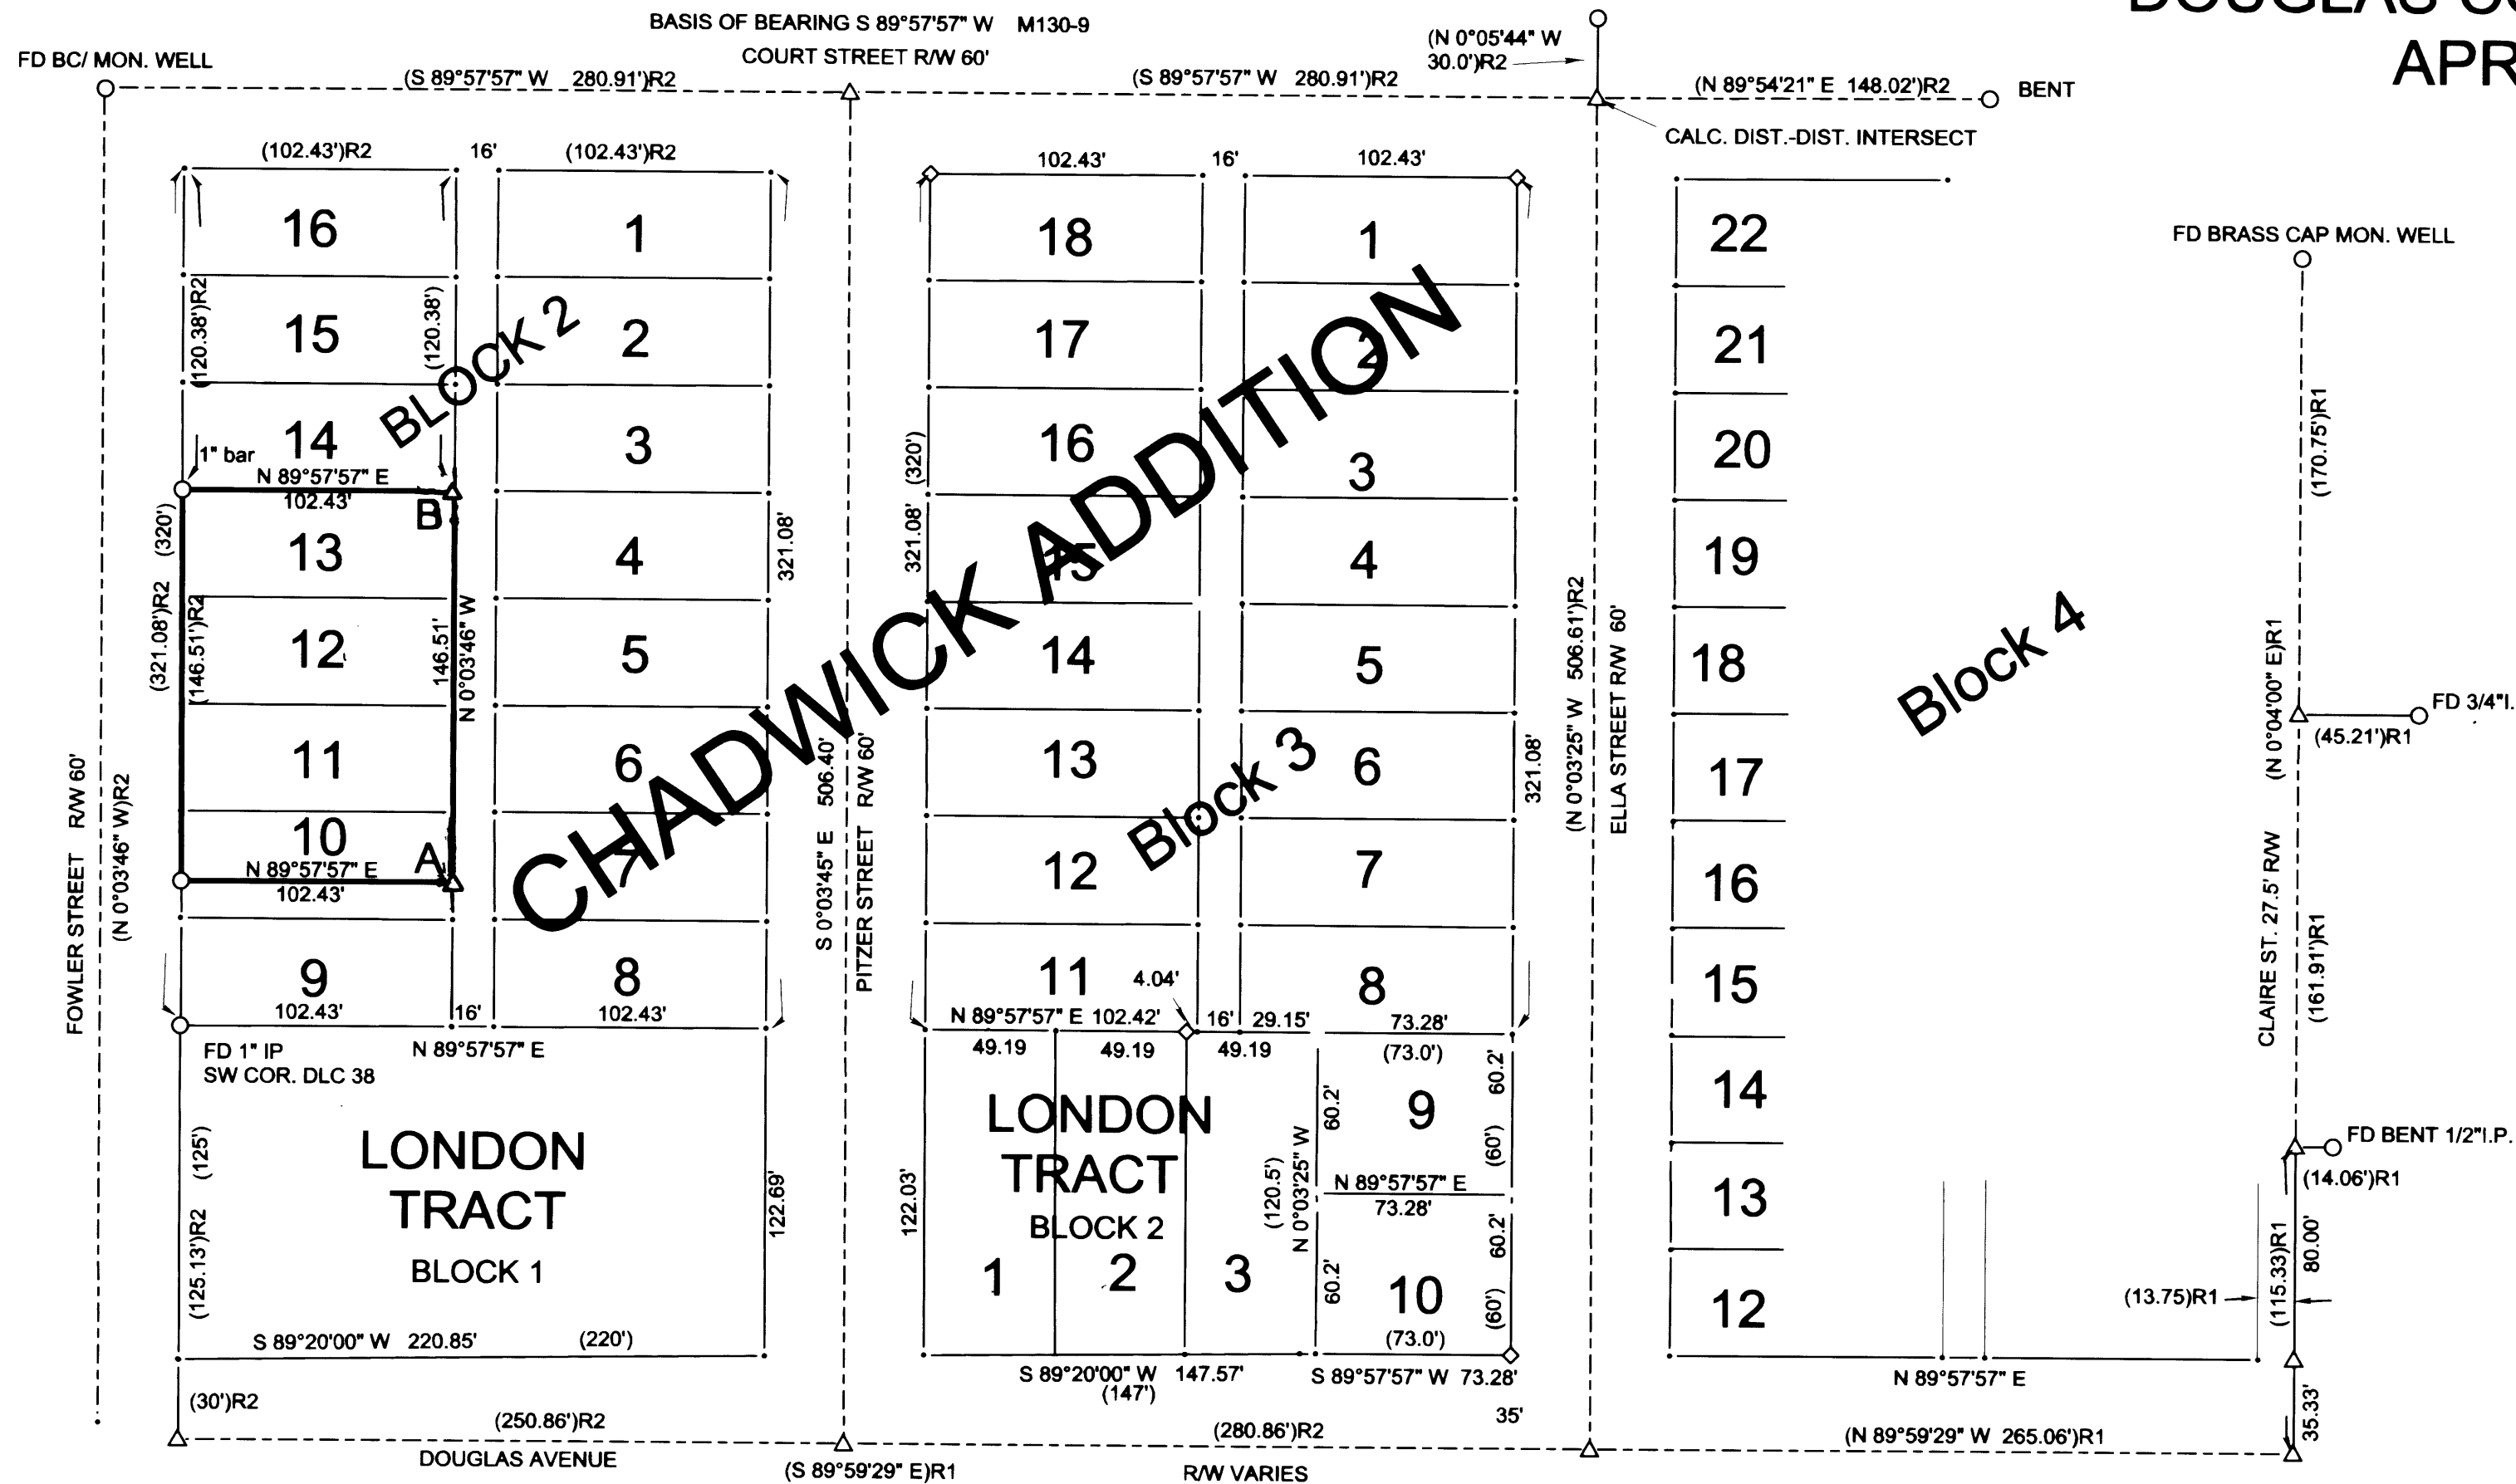 DOUGLAS CO
APR
BASIS OF BEARING S 89°57'57" W M130-9
COURT STREET R/W 60'
FD BC/ MON. WELL
(S 89°57'57" W 280.91')R2
(S 89°57'57" W 280.91')R2
(N 0°05'44" W
30.0')R2
(N 89°54'21" E 148.02')R2
BENT
CALC. DIST.-DIST. INTERSECT
(102.43')R2
16'
(102.43')R2
102.43'
16'
102.43'
16
1
18
1
22
FD BRASS CAP MON. WELL
(120.38')R2
15
(120.38')
BLOCK 2
2
17
2
21
14
1" bar
3
16
3
20
(170.75')R1
N 89°57'57" E
102.43'
B
(320')
(321.08')R2
13
4
321.08'
(320')
321.08'
15
4
19
(146.51')R2
12
146.51'
N 0°03'46" W
5
14
5
18
CHADWICK ADDITION
(N 0°03'25" W 506.61')R2
ELLA STREET R/W 60'
Block 4
(N 0°04'00" E)R1
FD 3/4"I.
(45.21')R1
11
6
13
Block 3
6
321.08'
17
FOWLER STREET R/W 60'
(N 0°03'46" W)R2
S 0°03'45" E 506.40'
PITZER STREET R/W 60'
10
A
N 89°57'57" E
102.43'
7
12
7
16
CLAIRE ST. 27.5' R/W
(161.91')R1
9
8
11
4.04'
8
15
102.43'
16'
102.43'
N 89°57'57" E 102.42'
16'
29.15'
73.28'
FD 1" IP
SW COR. DLC 38
N 89°57'57" E
49.19
49.19
49.19
(73.0')
60.2'
60.2'
9
14
LONDON
TRACT
BLOCK 1
LONDON
TRACT
BLOCK 2
(125')
(125.13')R2
122.69'
122.03'
(120.5')
N 0°03'25" W
(60')
N 89°57'57" E
73.28'
13
FD BENT 1/2"I.P.
(14.06')R1
1
2
3
60.2'
10
60.2'
(60')
(73.0')
12
(13.75)R1
(115.33)R1
80.00'
S 89°20'00" W 220.85'
(220')
S 89°20'00" W 147.57'
(147')
S 89°57'57" W 73.28'
N 89°57'57" E
(30')R2
(250.86')R2
35'
(280.86')R2
35.33'
(N 89°59'29" W 265.06')R1
DOUGLAS AVENUE
(S 89°59'29" E)R1
R/W VARIES